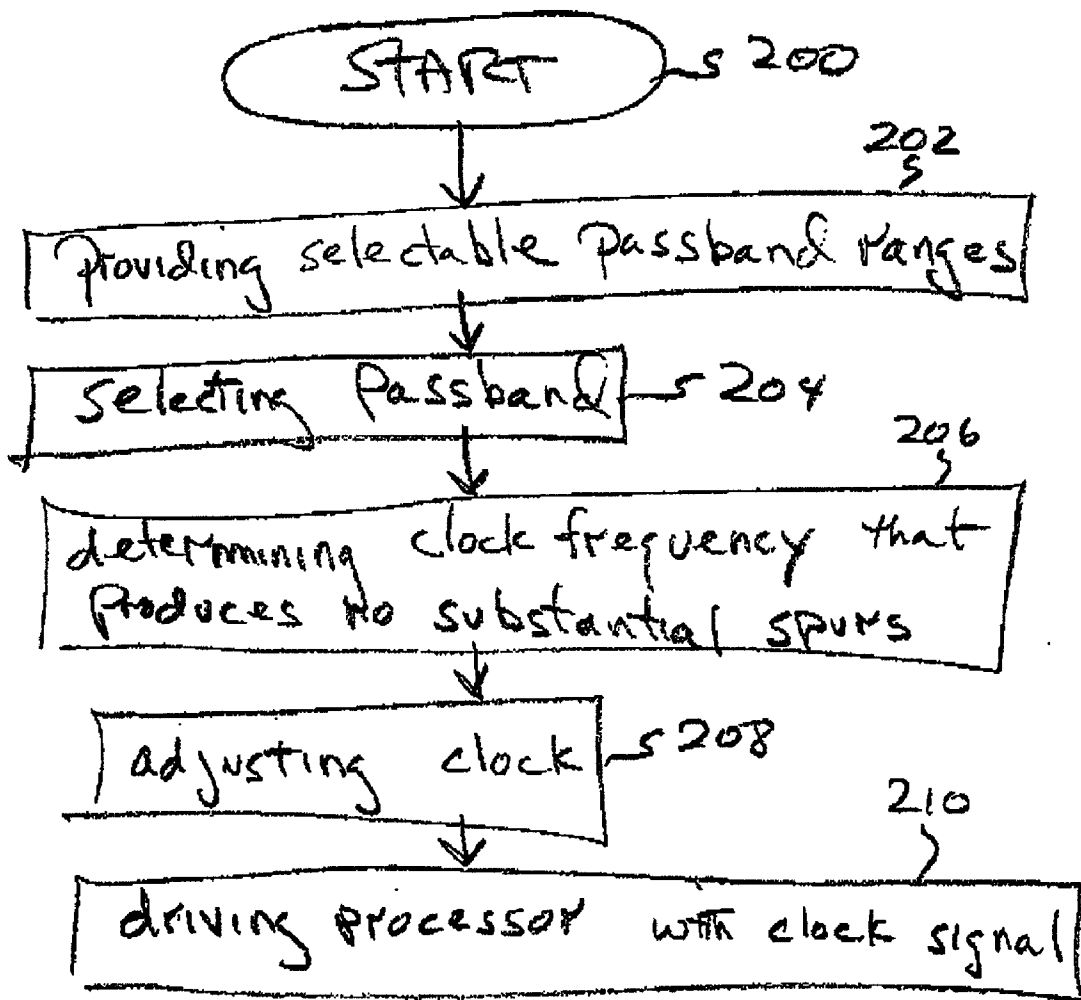 START 200
202
Providing selectable Passband ranges
selecting Passband 204
206
determining clock frequency that
Produces no substantial spurs
adjusting clock 208
210
driving processor with clock signal